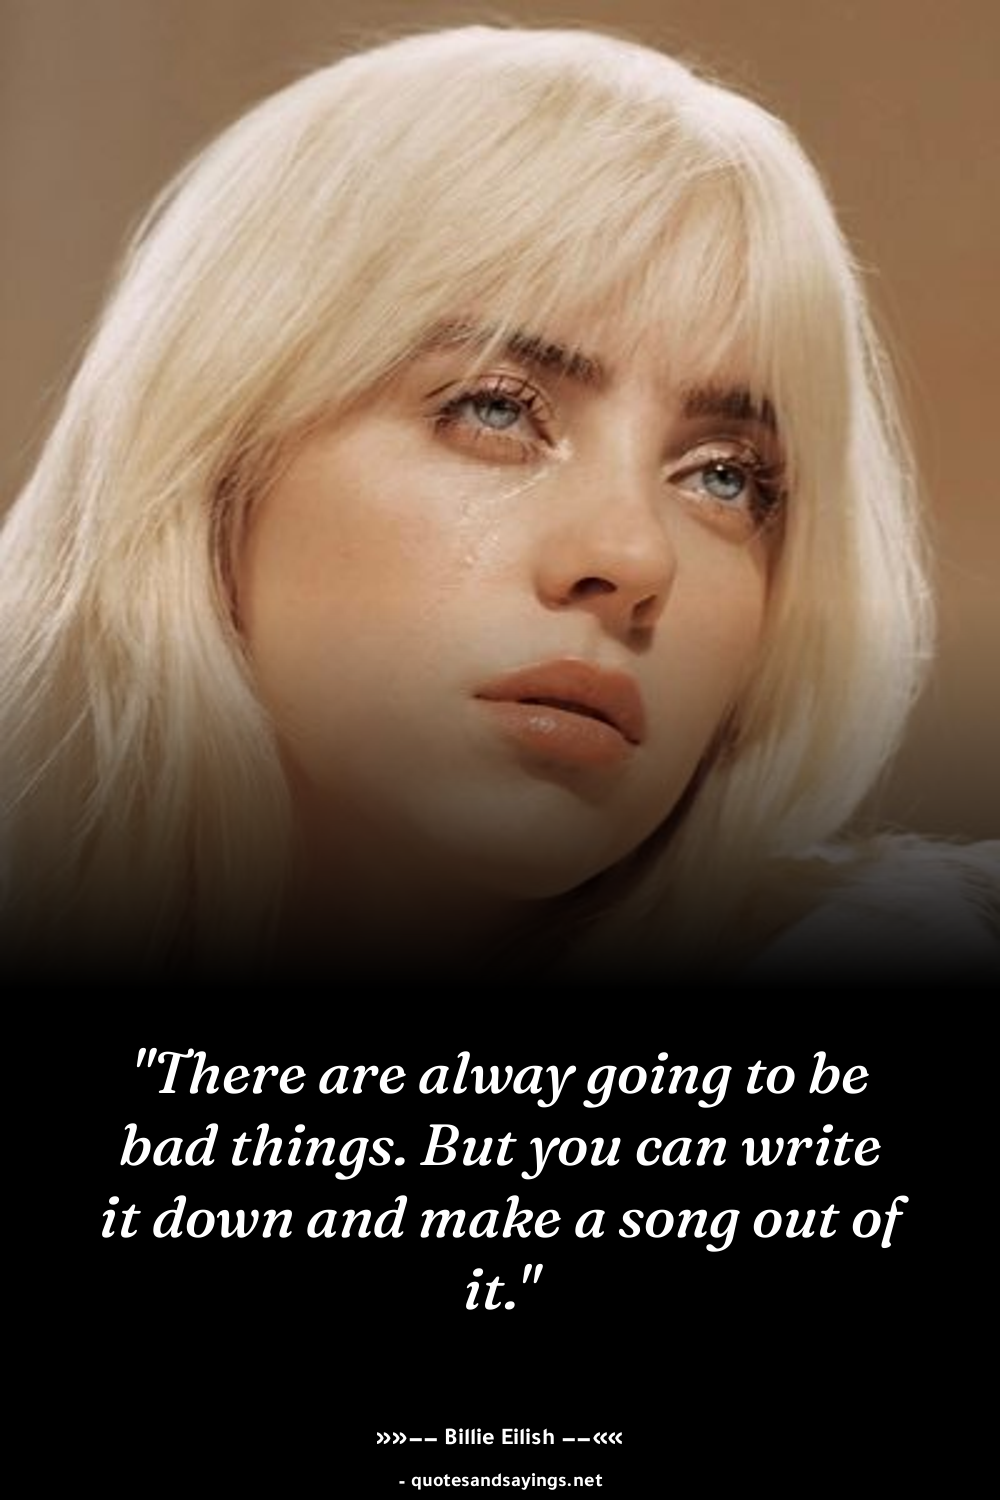 "There are alway going to be
bad things. But you can write
it down and make a song out of
it."
»»−− Billie Eilish −−««
- quotesandsayings.net